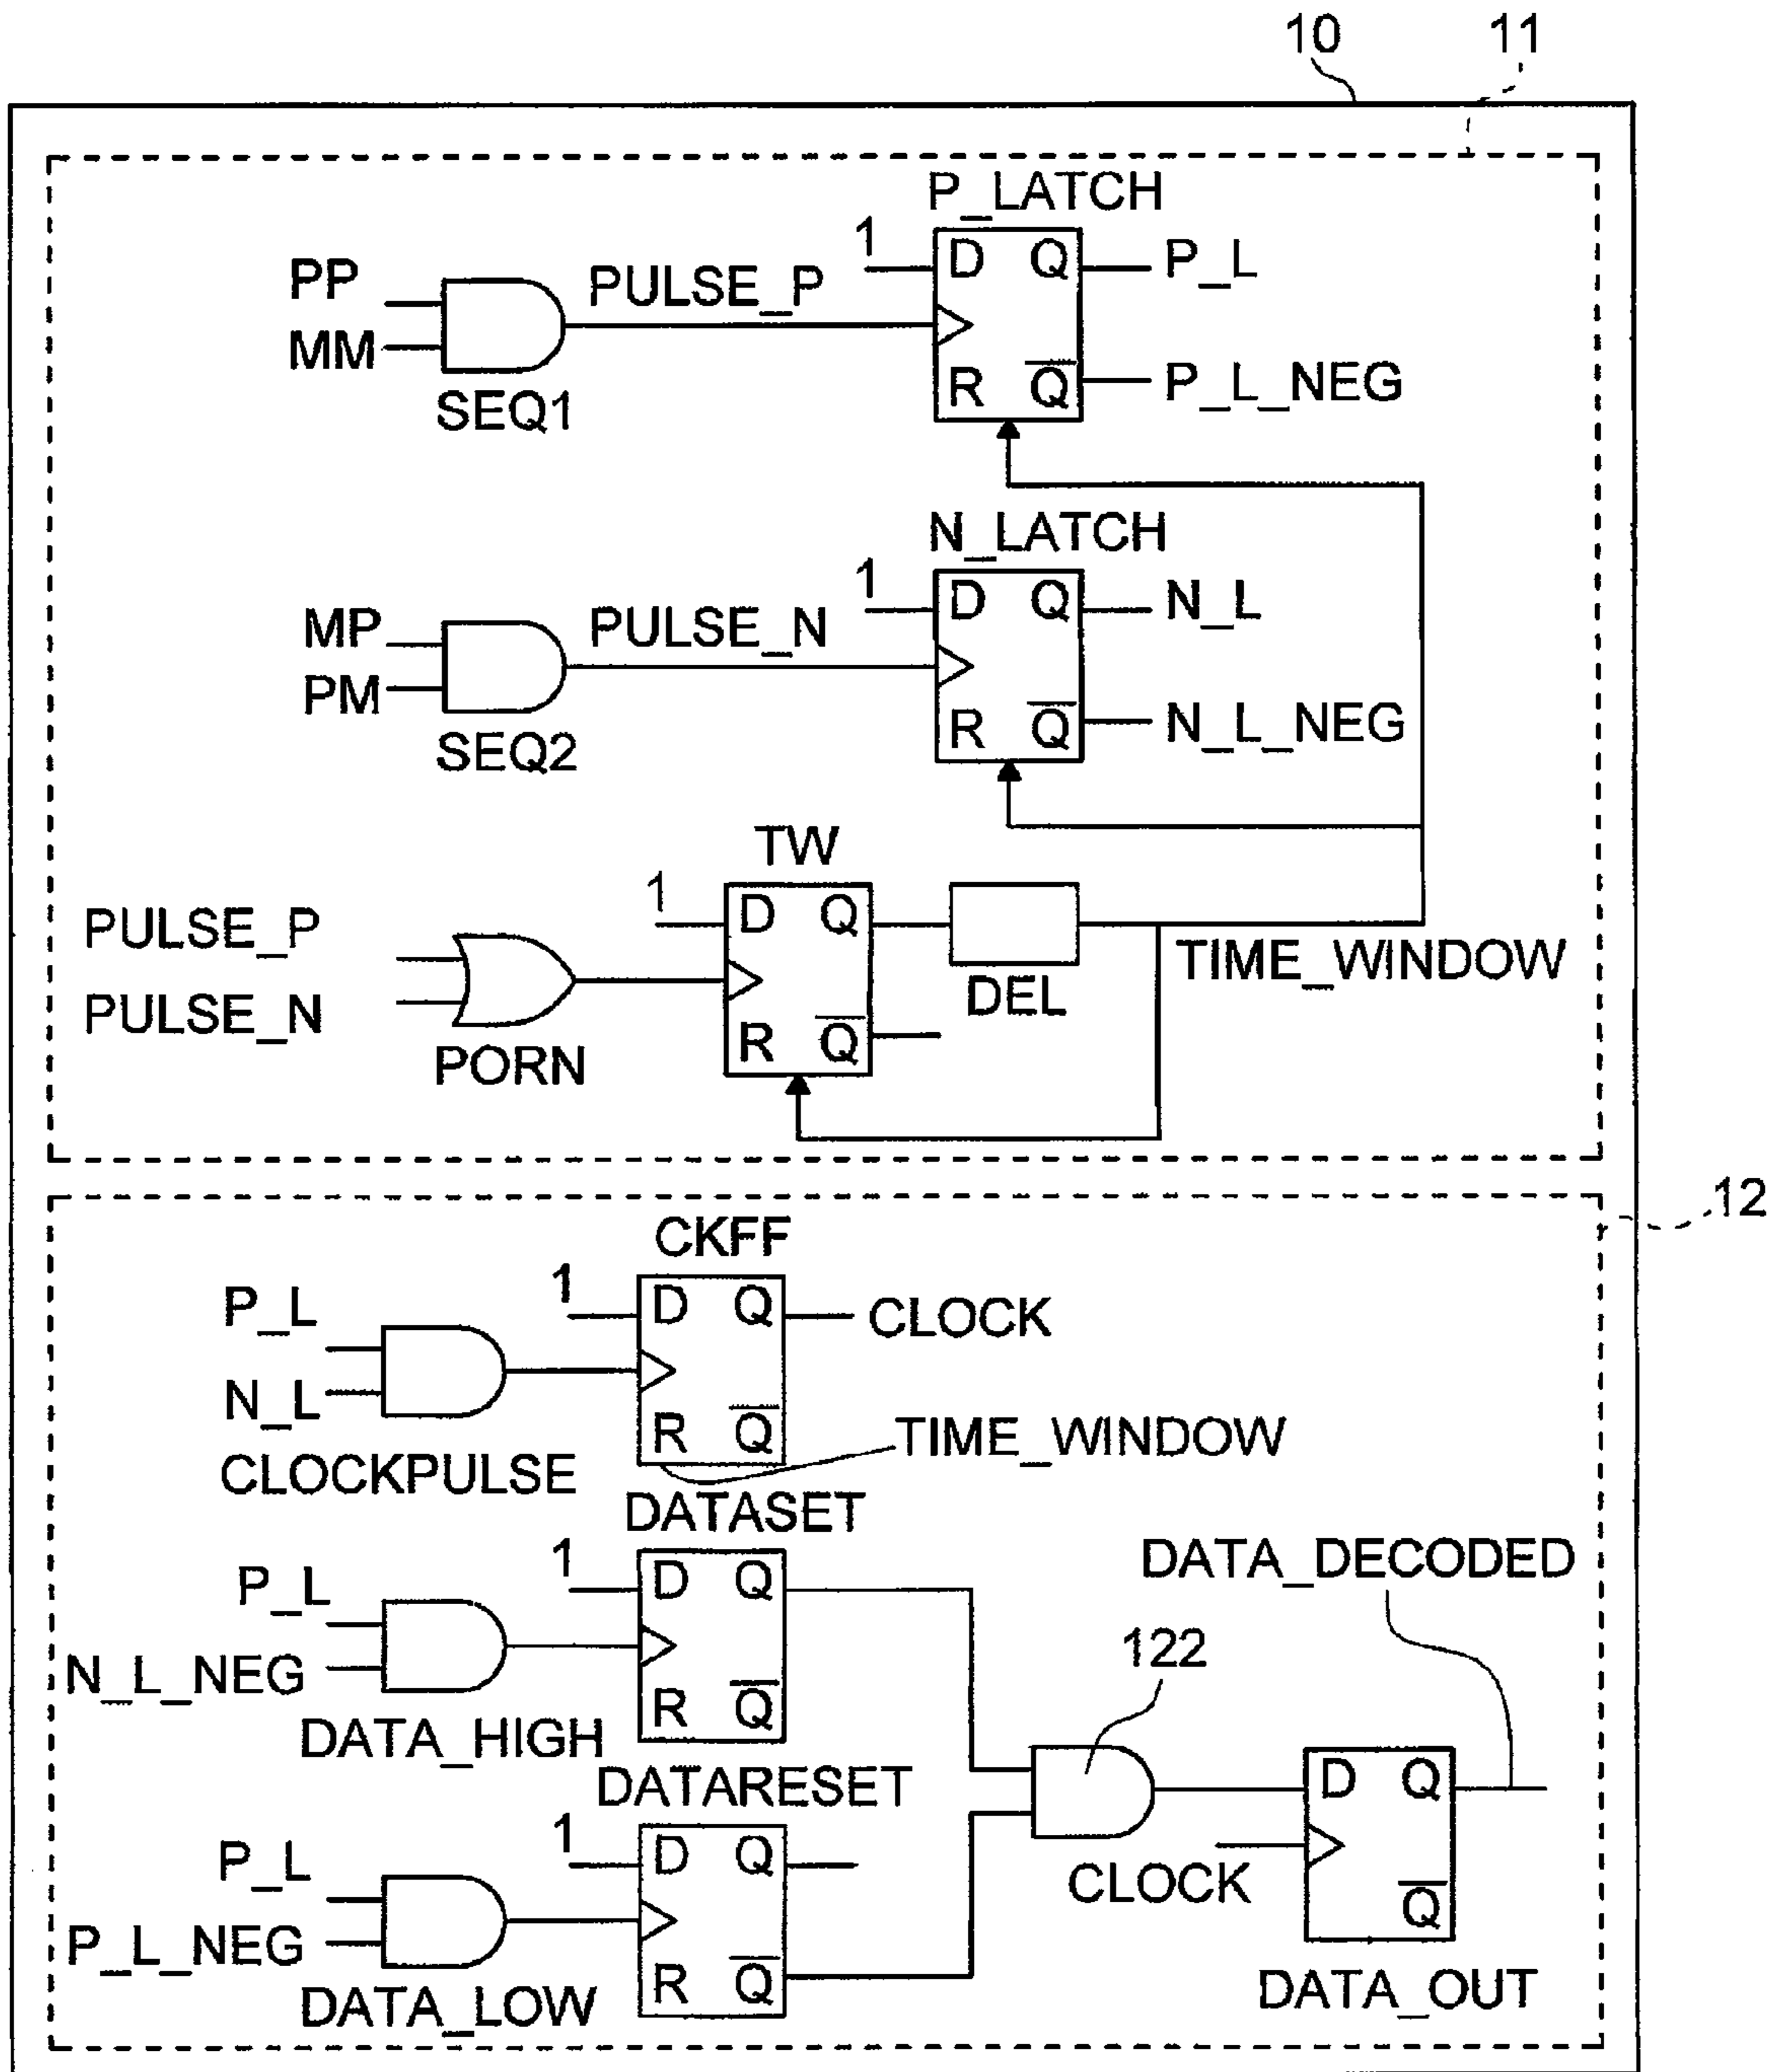 10
11
P_LATCH
1
D Q
P_L
PP
MM
PULSE_P
SEQ1
R Q
P_L_NEG
N_LATCH
1
D Q
N_L
MP
PM
PULSE_N
SEQ2
R Q
N_L_NEG
TW
1
D Q
PULSE_P
PULSE_N
PORN
R Q
DEL
TIME_WINDOW
12
CKFF
1
D Q
CLOCK
P_L
N_L
CLOCKPULSE
R Q
TIME_WINDOW
DATASET
1
D Q
DATA_DECODED
P_L
N_L_NEG
DATA_HIGH
R Q
122
DATARESET
1
D Q
D Q
P_L
P_L_NEG
DATA_LOW
R Q
CLOCK
Q
DATA_OUT